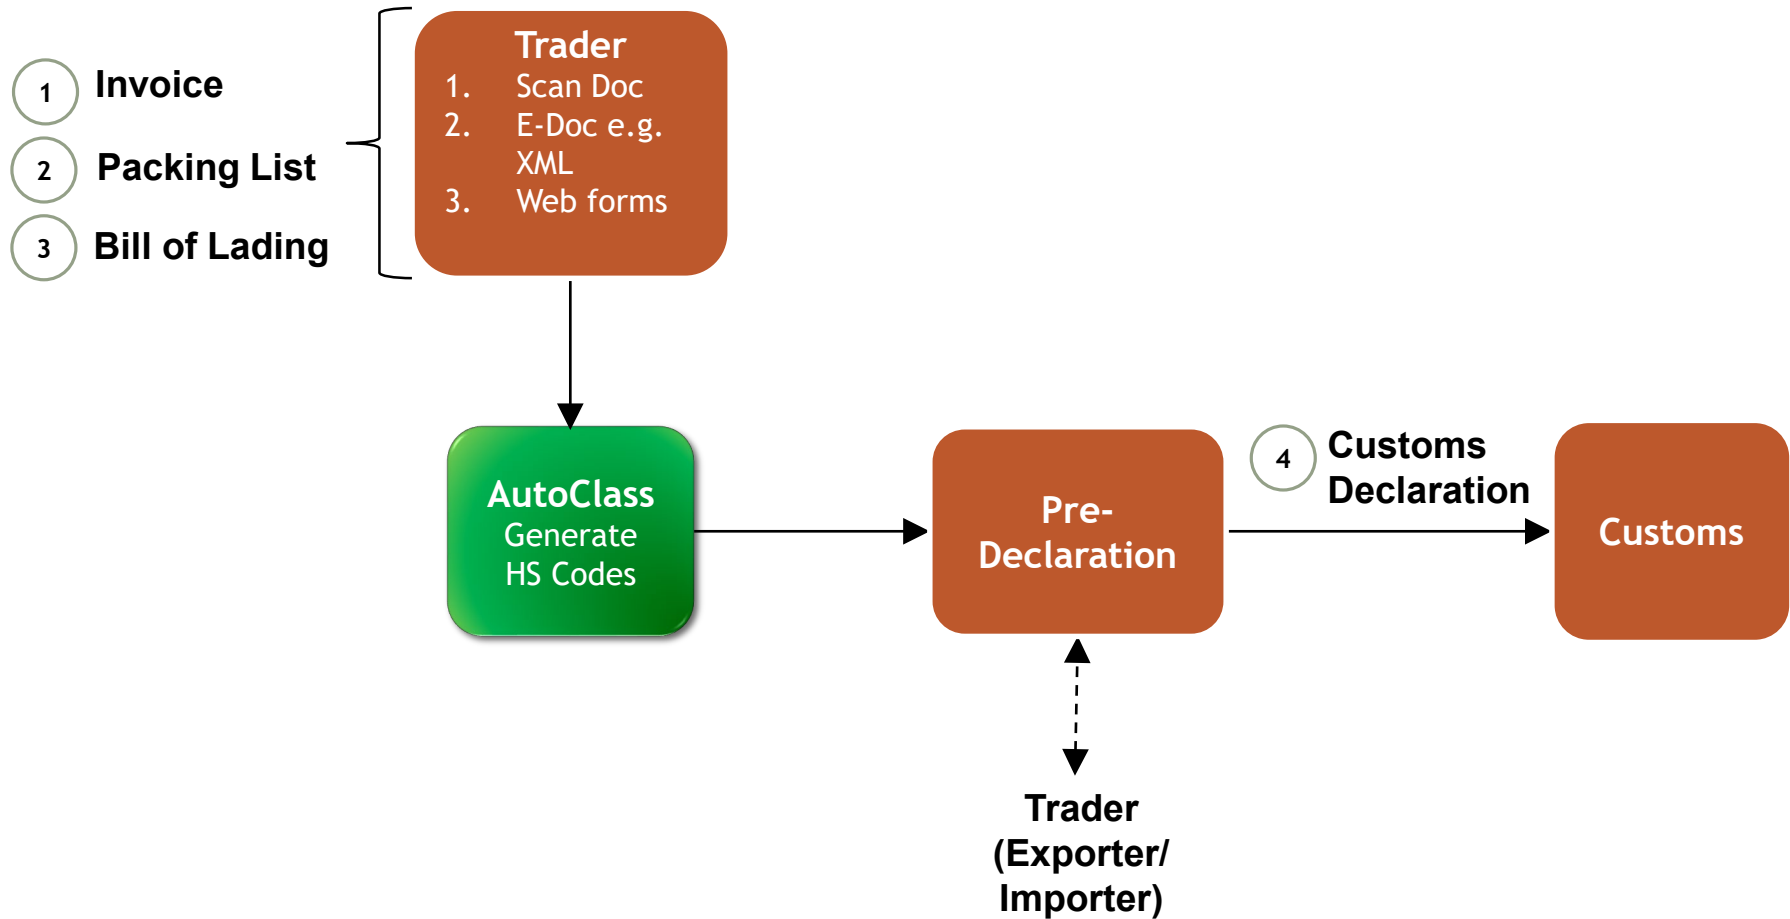 1 Invoice
2 Packing List
3 Bill of Lading
Trader
1. Scan Doc
2. E-Doc e.g.
XML
3. Web forms
AutoClass
Generate
HS Codes
Pre-
Declaration
4 Customs
Declaration
Customs
Trader
(Exporter/
Importer)